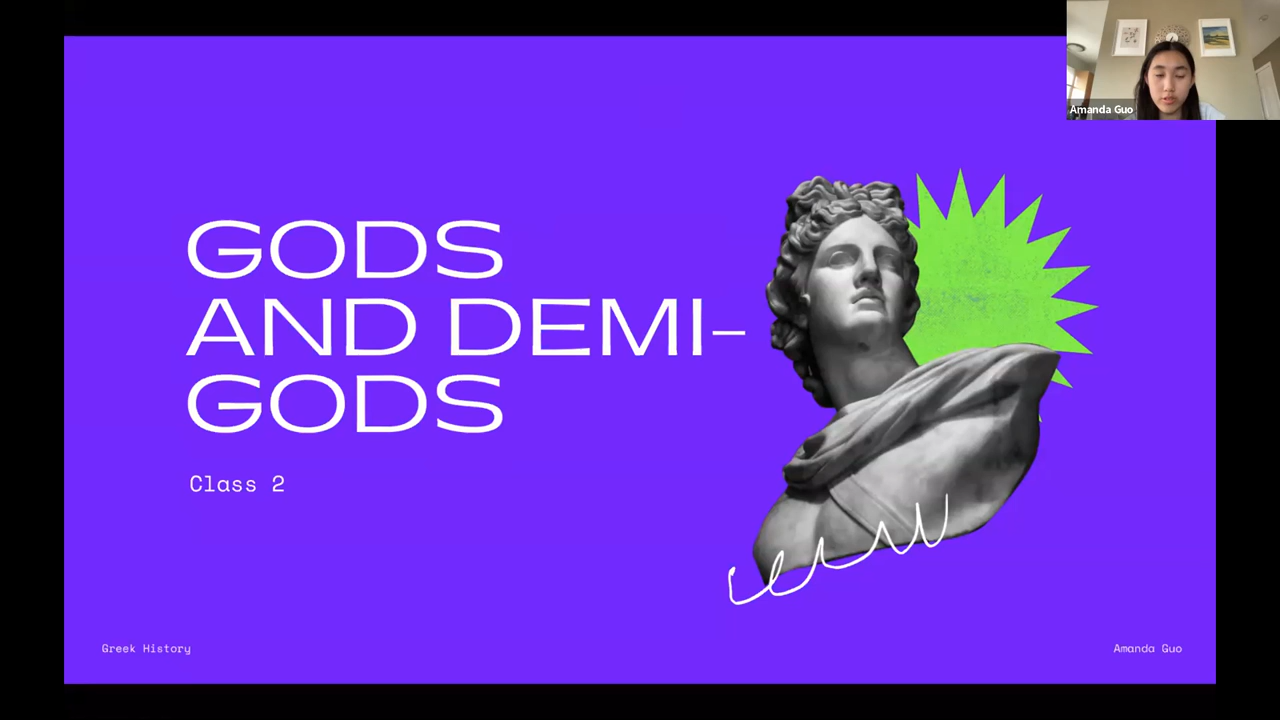 Amanda Guo
GODS
AND DEMI-
GODS
Class 2
Greek History
Amanda Guo